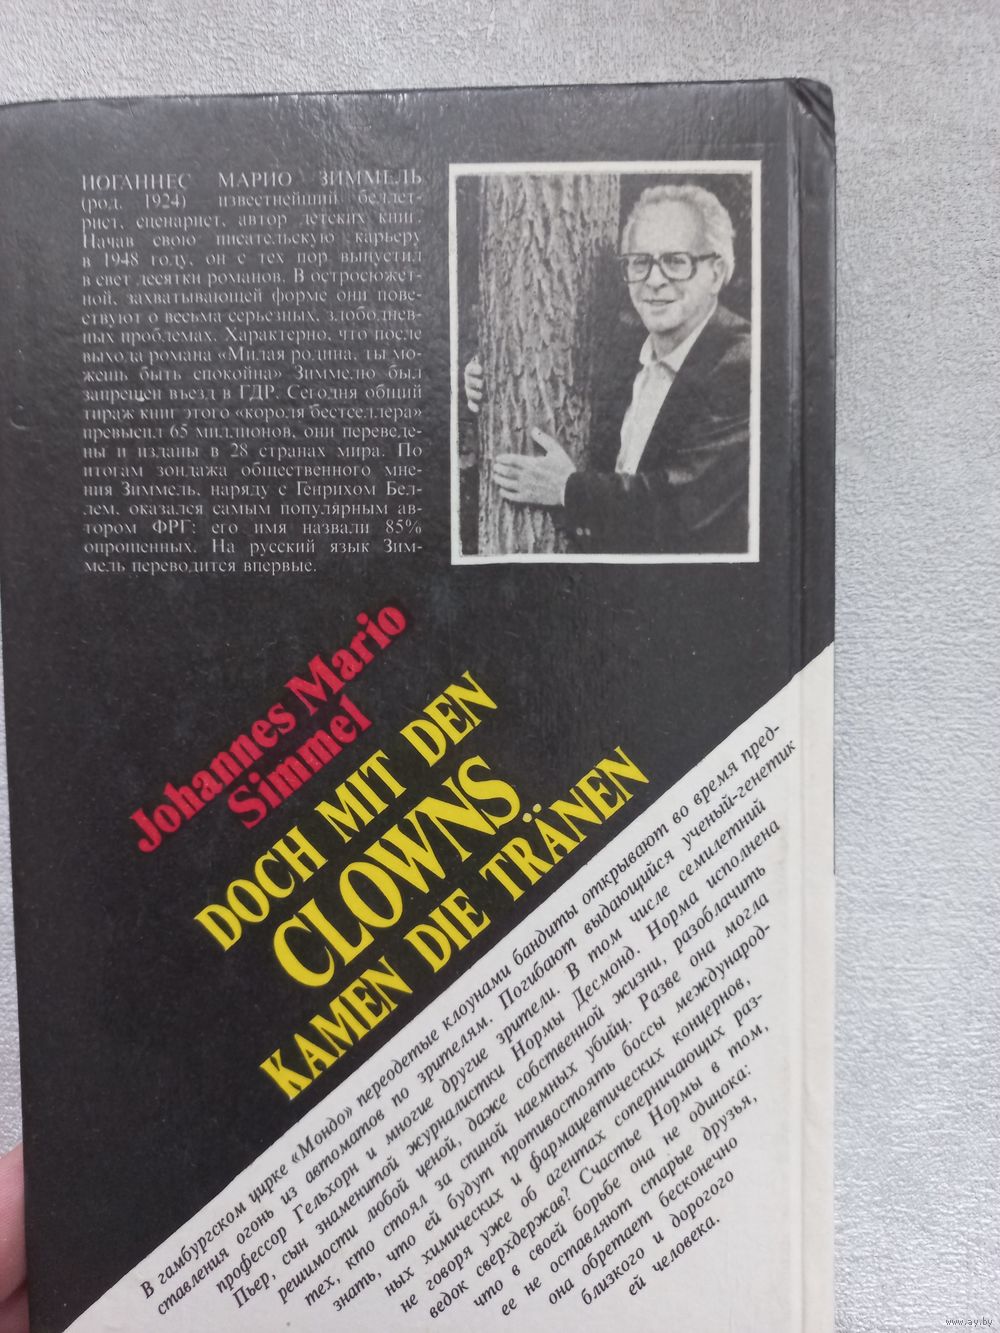 ИОГАННЕС МАРИО ЗИММЕЛЬ
(род. 1924) известнейший беллет-
рист, сценарист, автор детских книг.
Начав свою писательскую карьеру
в 1948 году, он с тех пор выпустил
в свет десятки романов. В остросюжет-
ной, захватывающей форме они пове-
ствуют о весьма серьезных, злободнев-
ных проблемах. Характерно, что после
выхода романа «Милая родина, ты мо-
жешь быть спокойна» Зиммелю был
запрещен въезд в ГДР. Сегодня общий
тираж книг этого «короля бестселлера»
превысил 65 миллионов, они переведе-
ны и изданы в 28 странах мира. По
итогам зондажа общественного мне-
ния Зиммель, наряду с Генрихом Бел-
лем, оказался самым популярным ав-
тором ФРГ: его имя назвали 85%
опрошенных. На русский язык Зим-
мель переводится впервые.
Johannes Mario
Simmel
DOCH MIT DEN
CLOWNS
KAMEN DIE TRÄNEN
В гамбургском цирке «Мондо» переодетые клоунами бандиты открывают во время пред-
ставления огонь из автоматов по зрителям. Погибают выдающийся ученый-генетик
профессор Гельхорн и многие другие зрители. В том числе семилетний
Пьер, сын знаменитой журналистки Нормы Десмонд. Норма исполнена
решимости любой ценой, даже ценой собственной жизни, разоблачить
тех, кто стоял за спиной наемных убийц. Разве она могла
знать, что ей будут противостоять боссы международ-
ных химических и фармацевтических концернов,
не говоря уже об агентах соперничающих раз-
ведок сверхдержав? Счастье Нормы в том,
что в своей борьбе она не одинока:
ее не оставляют старые друзья,
она обретает бесконечно
близкого и дорогого
ей человека.
www.ay.by